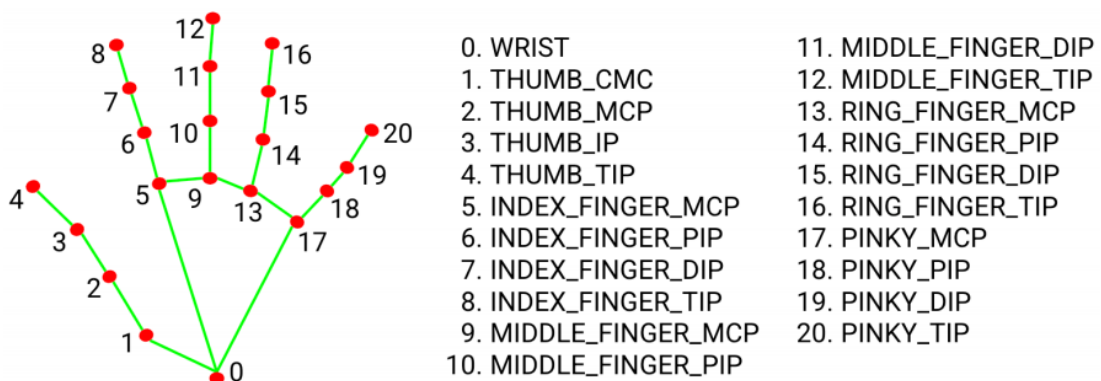 12
8
16
11
7
15
20
6
10
14
19
4
5
9
13
18
3
17
2
1
0
0. WRIST
1. THUMB_CMC
2. THUMB_MCP
3. THUMB_IP
4. THUMB_TIP
5. INDEX_FINGER_MCP
6. INDEX_FINGER_PIP
7. INDEX_FINGER_DIP
8. INDEX_FINGER_TIP
9. MIDDLE_FINGER_MCP
10. MIDDLE_FINGER_PIP
11. MIDDLE_FINGER_DIP
12. MIDDLE_FINGER_TIP
13. RING_FINGER_MCP
14. RING_FINGER_PIP
15. RING_FINGER_DIP
16. RING_FINGER_TIP
17. PINKY_MCP
18. PINKY_PIP
19. PINKY_DIP
20. PINKY_TIP